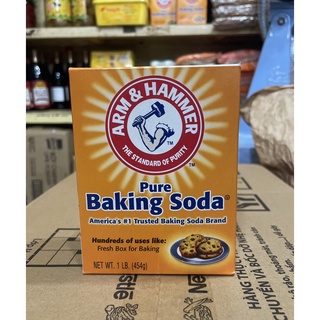 ARM & HAMMER
THE STANDARD OF PURITY
TM
Pure
Baking Soda®
America's #1 Trusted Baking Soda Brand
Hundreds of uses like:
Fresh Box for Baking
NET WT. 1 LB. (454g)